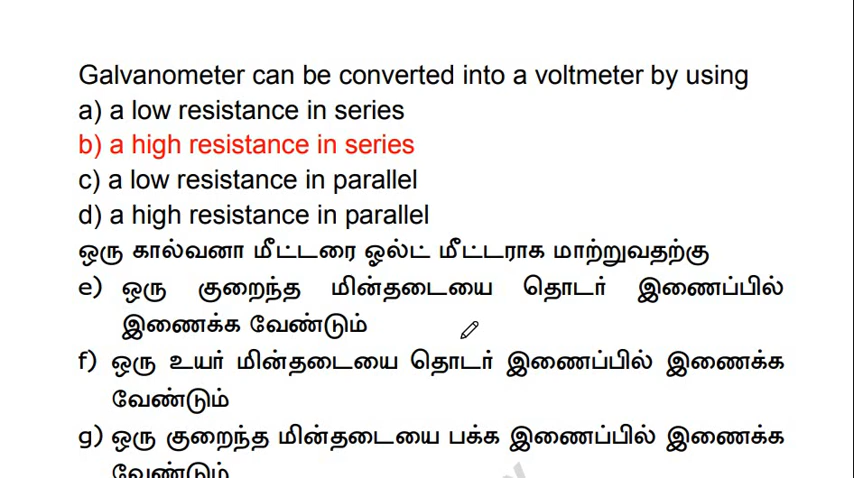 Galvanometer can be converted into a voltmeter by using
a) a low resistance in series
b) a high resistance in series
c) a low resistance in parallel
d) a high resistance in parallel
ஒரு கால்வனா மீட்டரை ஓல்ட் மீட்டராக மாற்றுவதற்கு
e) ஒரு குறைந்த மின்தடையை தொடர் இணைப்பில்
இணைக்க வேண்டும்
f) ஒரு உயர் மின்தடையை தொடர் இணைப்பில் இணைக்க
வேண்டும்
g) ஒரு குறைந்த மின்தடையை பக்க இணைப்பில் இணைக்க
வேண்டும்